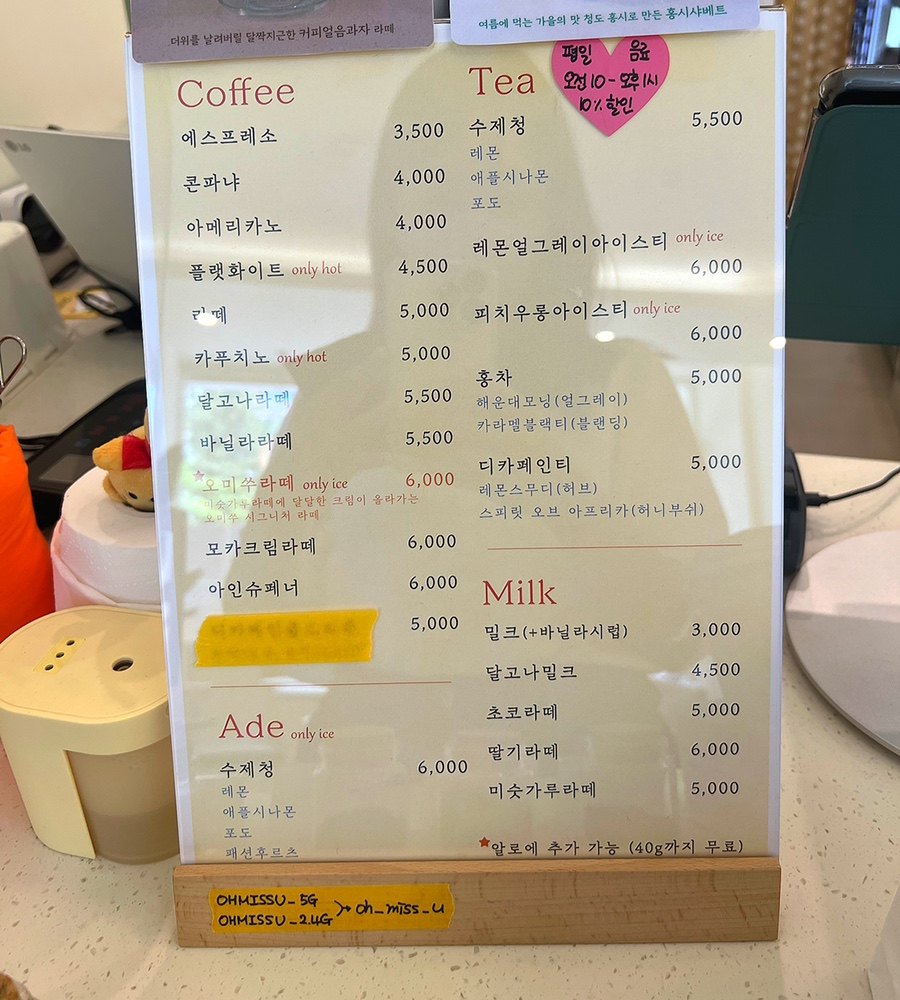 더위를 날려버릴 달짝지근한 커피얼음과자 라떼
여름에 먹는 가을의 맛 청도 홍시로 만든 홍시샤베트
LG
Coffee
에스프레소 3,500
콘파냐 4,000
아메리카노 4,000
플랫화이트 only hot 4,500
라떼 5,000
카푸치노 only hot 5,000
달고나라떼 5,500
바닐라라떼 5,500
오미쑤라떼 only ice 6,000
미숫가루라떼에 달달한 크림이 올라가는
오미쑤 시그니처 라떼
모카크림라떼 6,000
아인슈페너 6,000
5,000
Ade only ice
수제청 6,000
레몬
애플시나몬
포도
패션후르츠
Tea
평일 음료
오전10-오후1시
10% 할인
수제청 5,500
레몬
애플시나몬
포도
레몬얼그레이아이스티 only ice
6,000
피치우롱아이스티 only ice
6,000
홍차 5,000
해운대모닝(얼그레이)
카라멜블랙티(블랜딩)
디카페인티 5,000
레몬스무디(허브)
스피릿 오브 아프리카(허니부쉬)
Milk
밀크(+바닐라시럽) 3,000
달고나밀크 4,500
초코라떼 5,000
딸기라떼 6,000
미숫가루라떼 5,000
알로에 추가 가능 (40g까지 무료)
OHMISSU_5G
OHMISSU_2.4G
oh_miss_u